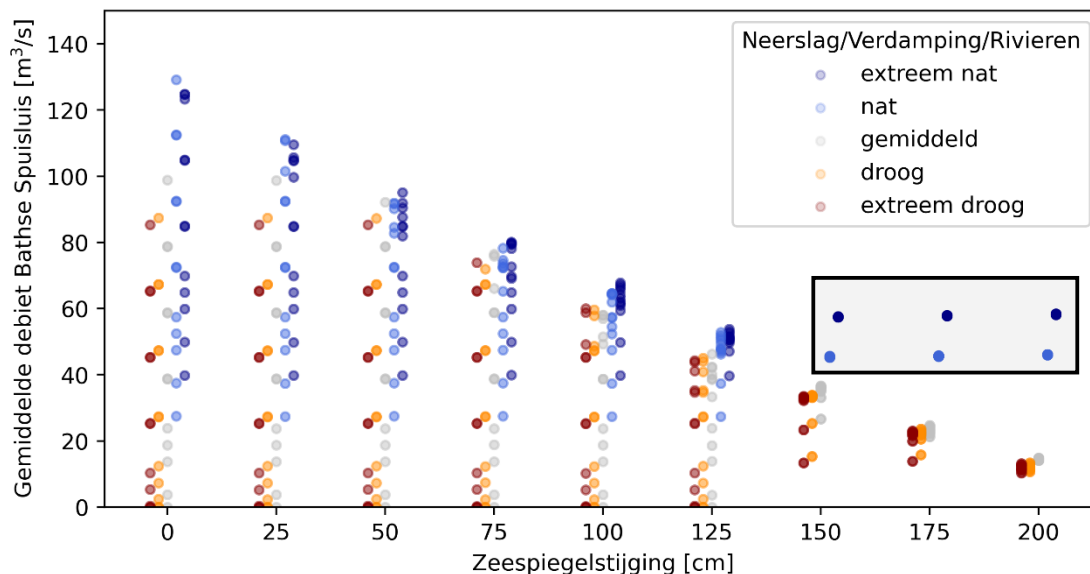 Gemiddelde debiet Bathse Spuisluis [m³/s]
140
120
100
80
60
40
20
0
Neerslag/Verdamping/Rivieren
extreem nat
nat
gemiddeld
droog
extreem droog
0 25 50 75 100 125 150 175 200
Zeespiegelstijging [cm]